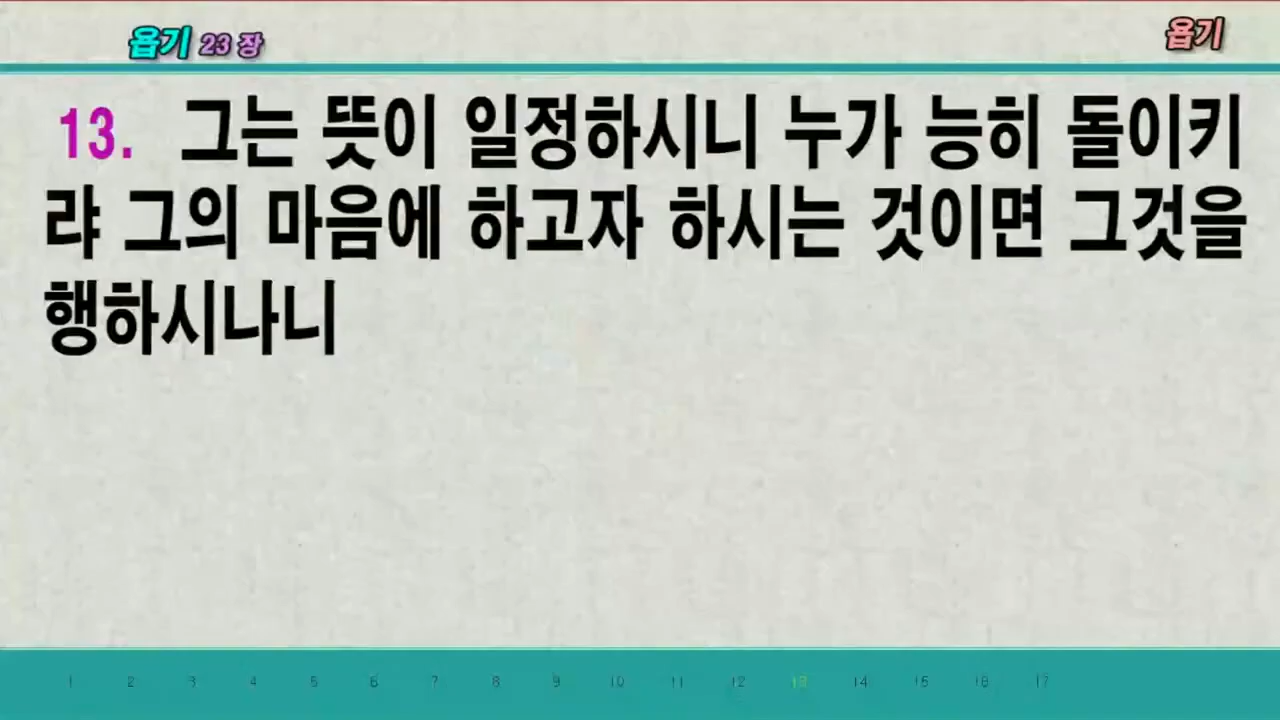 욥기 23 장
욥기
13. 그는 뜻이 일정하시니 누가 능히 돌이키
랴 그의 마음에 하고자 하시는 것이면 그것을
행하시나니
1 2 3 4 5 6 7 8 9 10 11 12 13 14 15 16 17